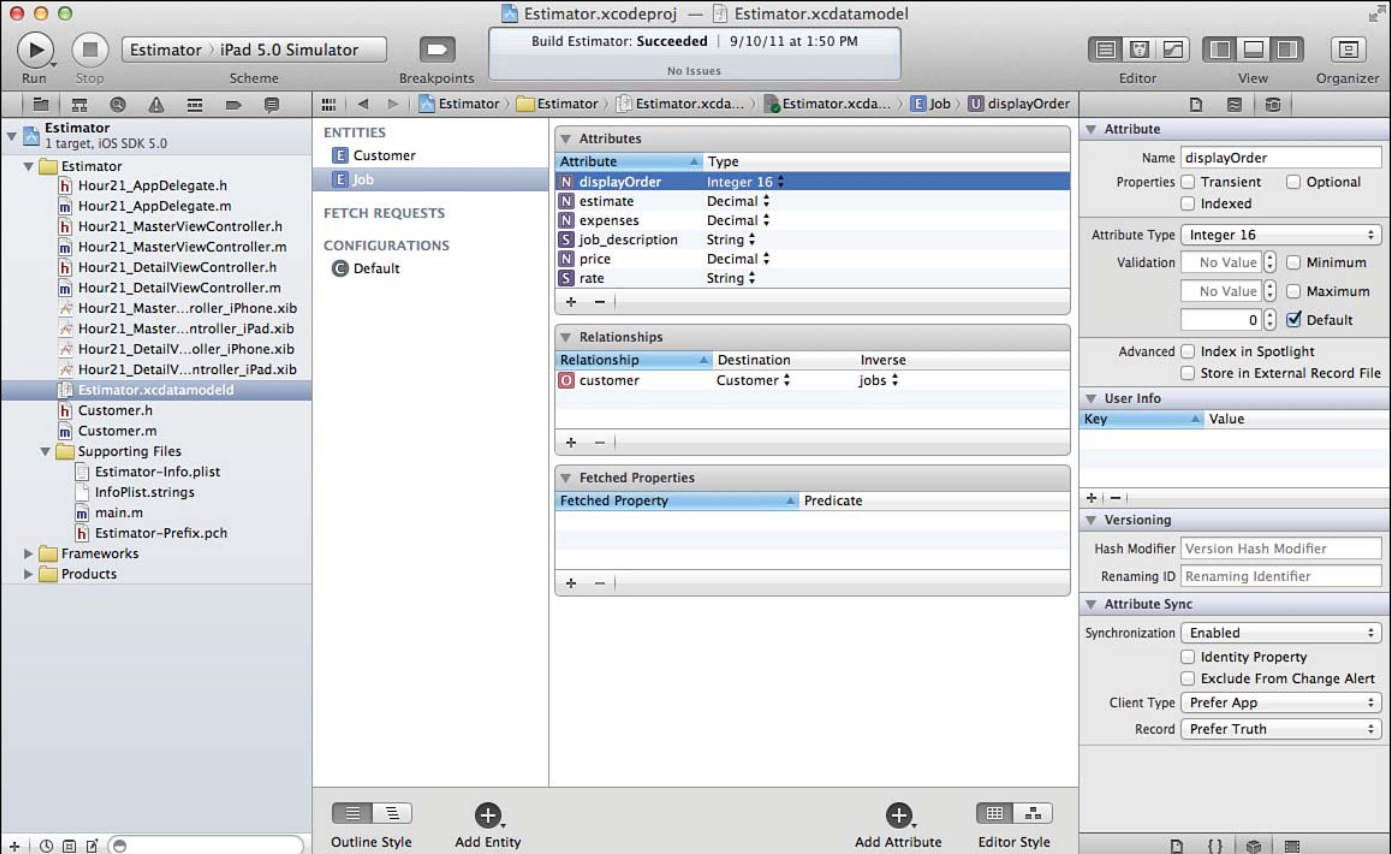 Estimator.xcodeproj — Estimator.xcdatamodel
Run
Stop
Estimator › iPad 5.0 Simulator
Scheme
Breakpoints
Build Estimator: Succeeded | 9/10/11 at 1:50 PM
No Issues
Editor
View
Organizer
Estimator › Estimator › Estimator.xcda... › Estimator.xcda... › E Job › U displayOrder
Estimator
1 target, iOS SDK 5.0
Estimator
h Hour21_AppDelegate.h
m Hour21_AppDelegate.m
h Hour21_MasterViewController.h
m Hour21_MasterViewController.m
h Hour21_DetailViewController.h
m Hour21_DetailViewController.m
Hour21_Master...roller_iPhone.xib
Hour21_Master...ntroller_iPad.xib
Hour21_DetailV...oller_iPhone.xib
Hour21_DetailV...ntroller_iPad.xib
Estimator.xcdatamodeld
h Customer.h
m Customer.m
Supporting Files
Estimator-Info.plist
InfoPlist.strings
m main.m
h Estimator-Prefix.pch
Frameworks
Products
ENTITIES
E Customer
E Job
FETCH REQUESTS
CONFIGURATIONS
C Default
Attributes
Attribute Type
N displayOrder Integer 16
N estimate Decimal
N expenses Decimal
S job_description String
N price Decimal
S rate String
+ −
Relationships
Relationship Destination Inverse
O customer Customer jobs
+ −
Fetched Properties
Fetched Property Predicate
+ −
Outline Style
Add Entity
Add Attribute
Editor Style
Attribute
Name displayOrder
Properties Transient Optional
Indexed
Attribute Type Integer 16
Validation No Value Minimum
No Value Maximum
0 Default
Advanced Index in Spotlight
Store in External Record File
User Info
Key Value
+ −
Versioning
Hash Modifier Version Hash Modifier
Renaming ID Renaming Identifier
Attribute Sync
Synchronization Enabled
Identity Property
Exclude From Change Alert
Client Type Prefer App
Record Prefer Truth
{ }